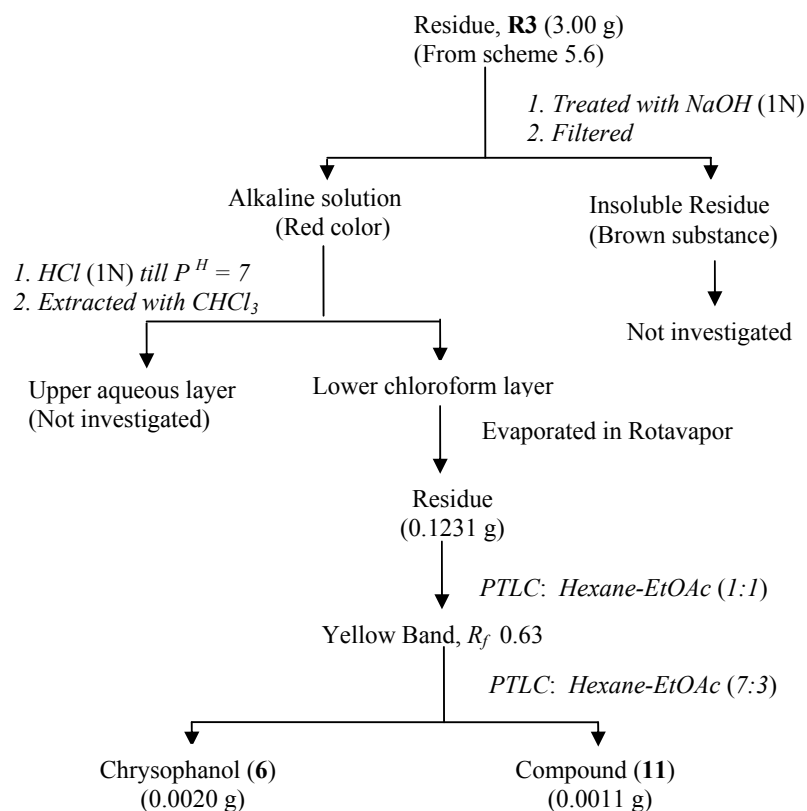 Residue, R3 (3.00 g)
(From scheme 5.6)
1. Treated with NaOH (1N)
2. Filtered
Alkaline solution
(Red color)
Insoluble Residue
(Brown substance)
1. HCl (1N) till P H = 7
2. Extracted with CHCl3
Not investigated
Upper aqueous layer
(Not investigated)
Lower chloroform layer
Evaporated in Rotavapor
Residue
(0.1231 g)
PTLC: Hexane-EtOAc (1:1)
Yellow Band, Rf 0.63
PTLC: Hexane-EtOAc (7:3)
Chrysophanol (6)
(0.0020 g)
Compound (11)
(0.0011 g)